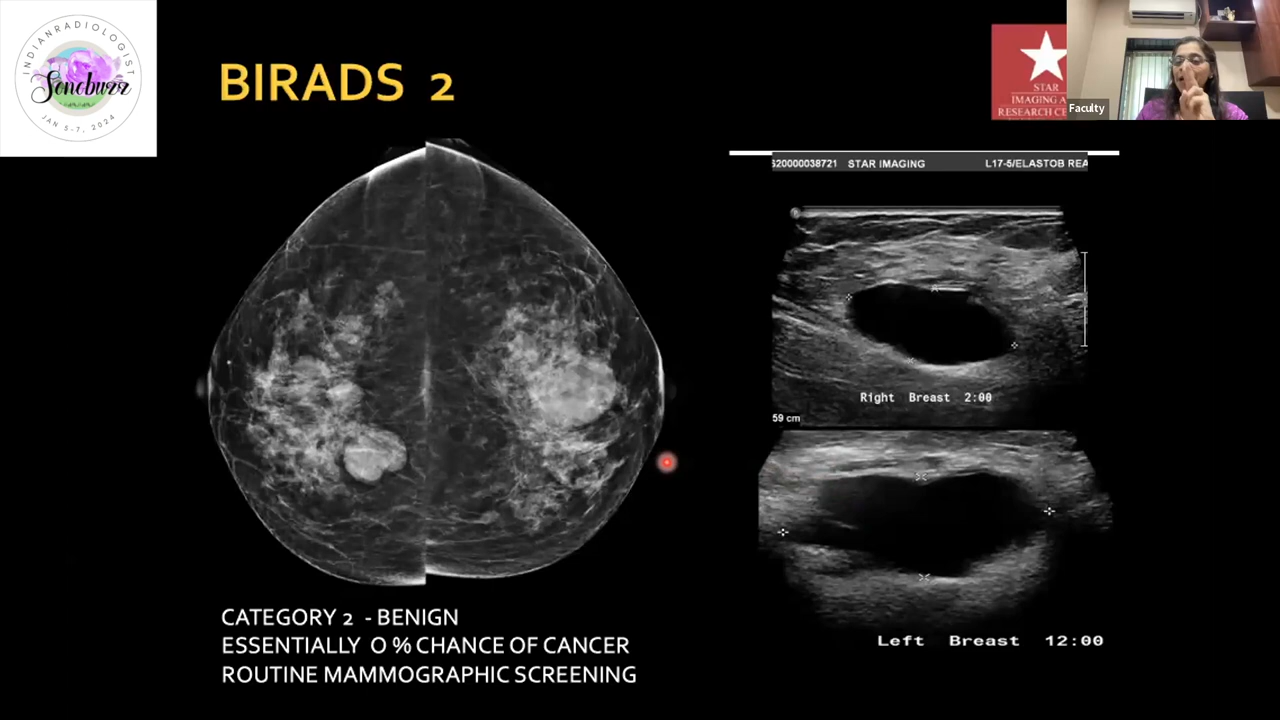 INDIANRADIOLOGIST
Sonobuzz
JAN 5-7, 2024
BIRADS 2
STAR
IMAGING A
RESEARCH CE
Faculty
S20000038721 STAR IMAGING L17-5/ELASTOB REA
Right Breast 2:00
59 cm
Left Breast 12:00
CATEGORY 2 - BENIGN
ESSENTIALLY 0 % CHANCE OF CANCER
ROUTINE MAMMOGRAPHIC SCREENING